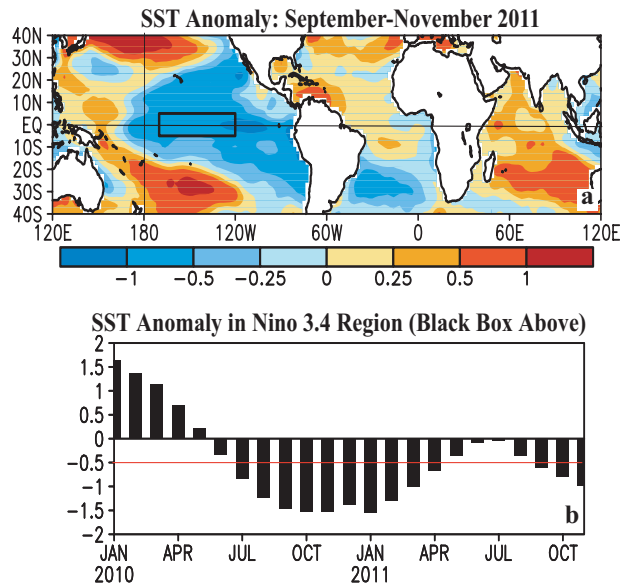 SST Anomaly: September-November 2011
40N
30N
20N
10N
EQ
10S
20S
30S
40S
a
120E 180 120W 60W 0 60E 120E
−1 −0.5 −0.25 0 0.25 0.5 1
SST Anomaly in Nino 3.4 Region (Black Box Above)
2
1.5
1
0.5
0
−0.5
−1
−1.5
−2
b
JAN APR JUL OCT JAN APR JUL OCT
2010 2011